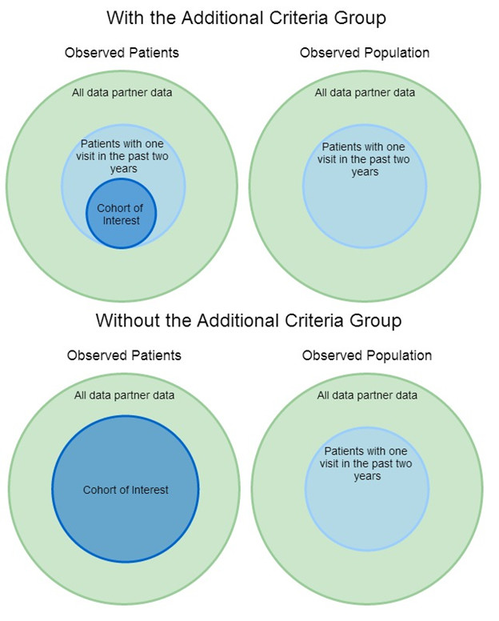 With the Additional Criteria Group
Observed Patients
Observed Population
All data partner data
All data partner data
Patients with one
visit in the past two
years
Cohort of
Interest
Patients with one
visit in the past two
years
Without the Additional Criteria Group
Observed Patients
Observed Population
All data partner data
All data partner data
Cohort of Interest
Patients with one
visit in the past two
years